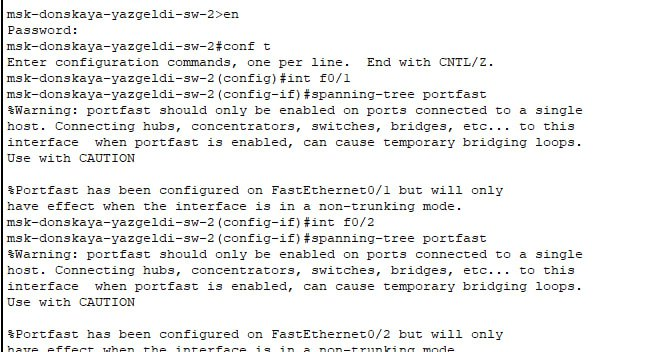 msk-donskaya-yazgeldi-sw-2>en
Password:
msk-donskaya-yazgeldi-sw-2#conf t
Enter configuration commands, one per line.  End with CNTL/Z.
msk-donskaya-yazgeldi-sw-2(config)#int f0/1
msk-donskaya-yazgeldi-sw-2(config-if)#spanning-tree portfast
%Warning: portfast should only be enabled on ports connected to a single
host. Connecting hubs, concentrators, switches, bridges, etc... to this
interface  when portfast is enabled, can cause temporary bridging loops.
Use with CAUTION

%Portfast has been configured on FastEthernet0/1 but will only
have effect when the interface is in a non-trunking mode.
msk-donskaya-yazgeldi-sw-2(config-if)#int f0/2
msk-donskaya-yazgeldi-sw-2(config-if)#spanning-tree portfast
%Warning: portfast should only be enabled on ports connected to a single
host. Connecting hubs, concentrators, switches, bridges, etc... to this
interface  when portfast is enabled, can cause temporary bridging loops.
Use with CAUTION

%Portfast has been configured on FastEthernet0/2 but will only
have effect when the interface is in a non-trunking mode